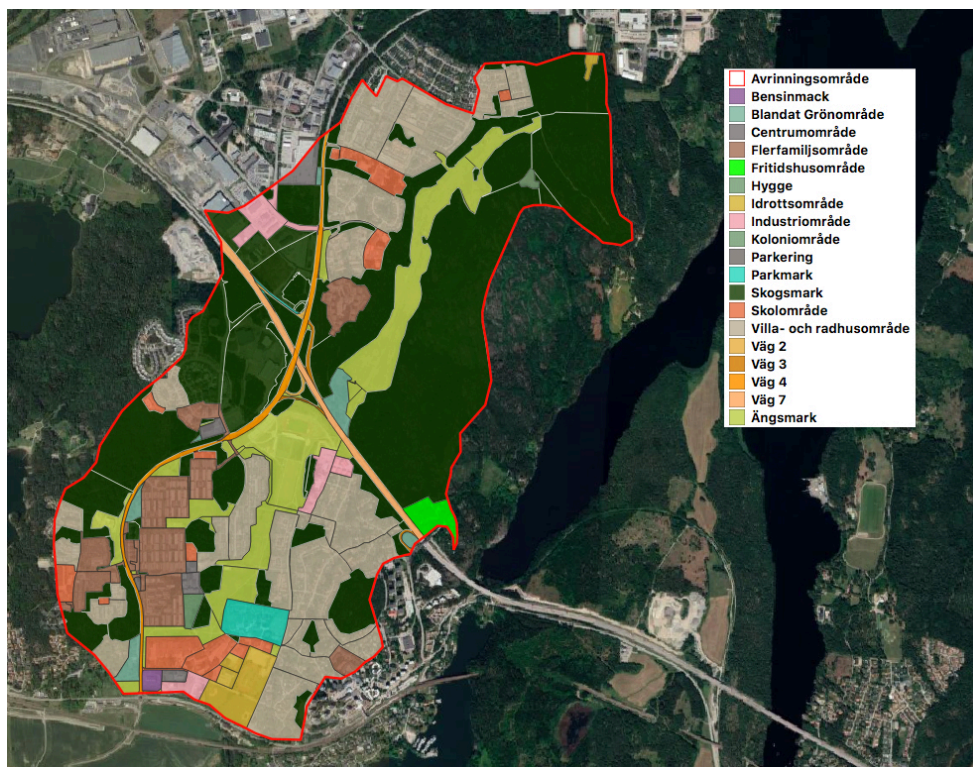 Avrinningsområde
Bensinmack
Blandat Grönområde
Centrumområde
Flerfamiljsområde
Fritidshusområde
Hygge
Idrottsområde
Industriområde
Koloniområde
Parkering
Parkmark
Skogsmark
Skolområde
Villa- och radhusområde
Väg 2
Väg 3
Väg 4
Väg 7
Ängsmark